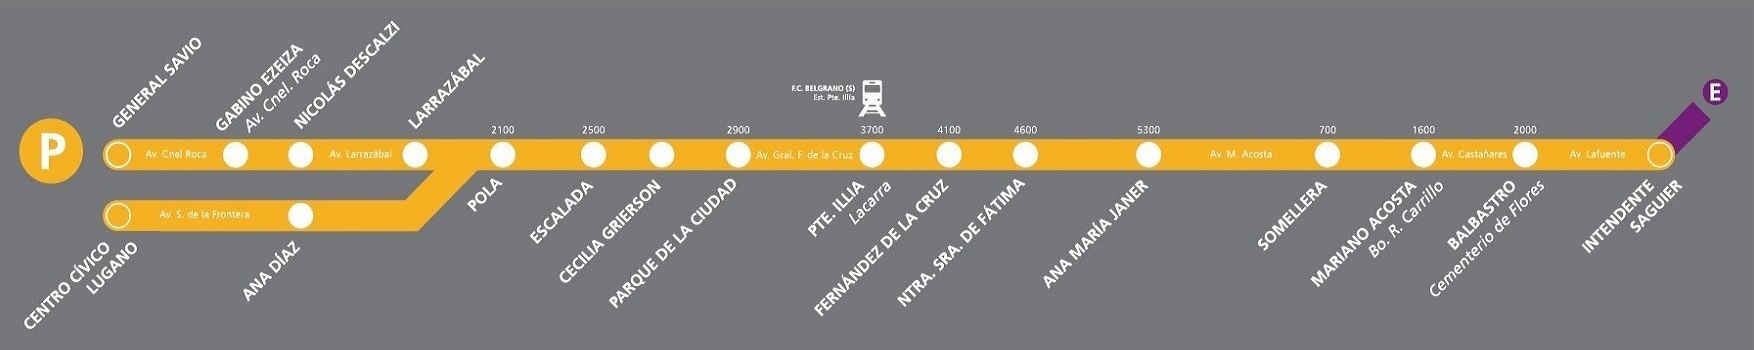 P
GENERAL SAVIO
GABINO EZEIZA
Av. Cnel. Roca
NICOLÁS DESCALZI
LARRAZÁBAL
F.C. BELGRANO (S)
Est. Pte. Illia
E
2100
2500
2900
3700
4100
4600
5300
700
1600
2000
Av. Cnel Roca
Av. Larrazábal
Av. Gral. F. de la Cruz
Av. M. Acosta
Av. Castañares
Av. Lafuente
Av. S. de la Frontera
CENTRO CÍVICO
LUGANO
ANA DÍAZ
POLA
ESCALADA
CECILIA GRIERSON
PARQUE DE LA CIUDAD
PTE. ILLIA
Lacarra
FERNÁNDEZ DE LA CRUZ
NTRA. SRA. DE FÁTIMA
ANA MARÍA JANER
SOMELLERA
MARIANO ACOSTA
Bo. R. Carrillo
BALBASTRO
Cementerio de Flores
INTENDENTE
SAGUIER